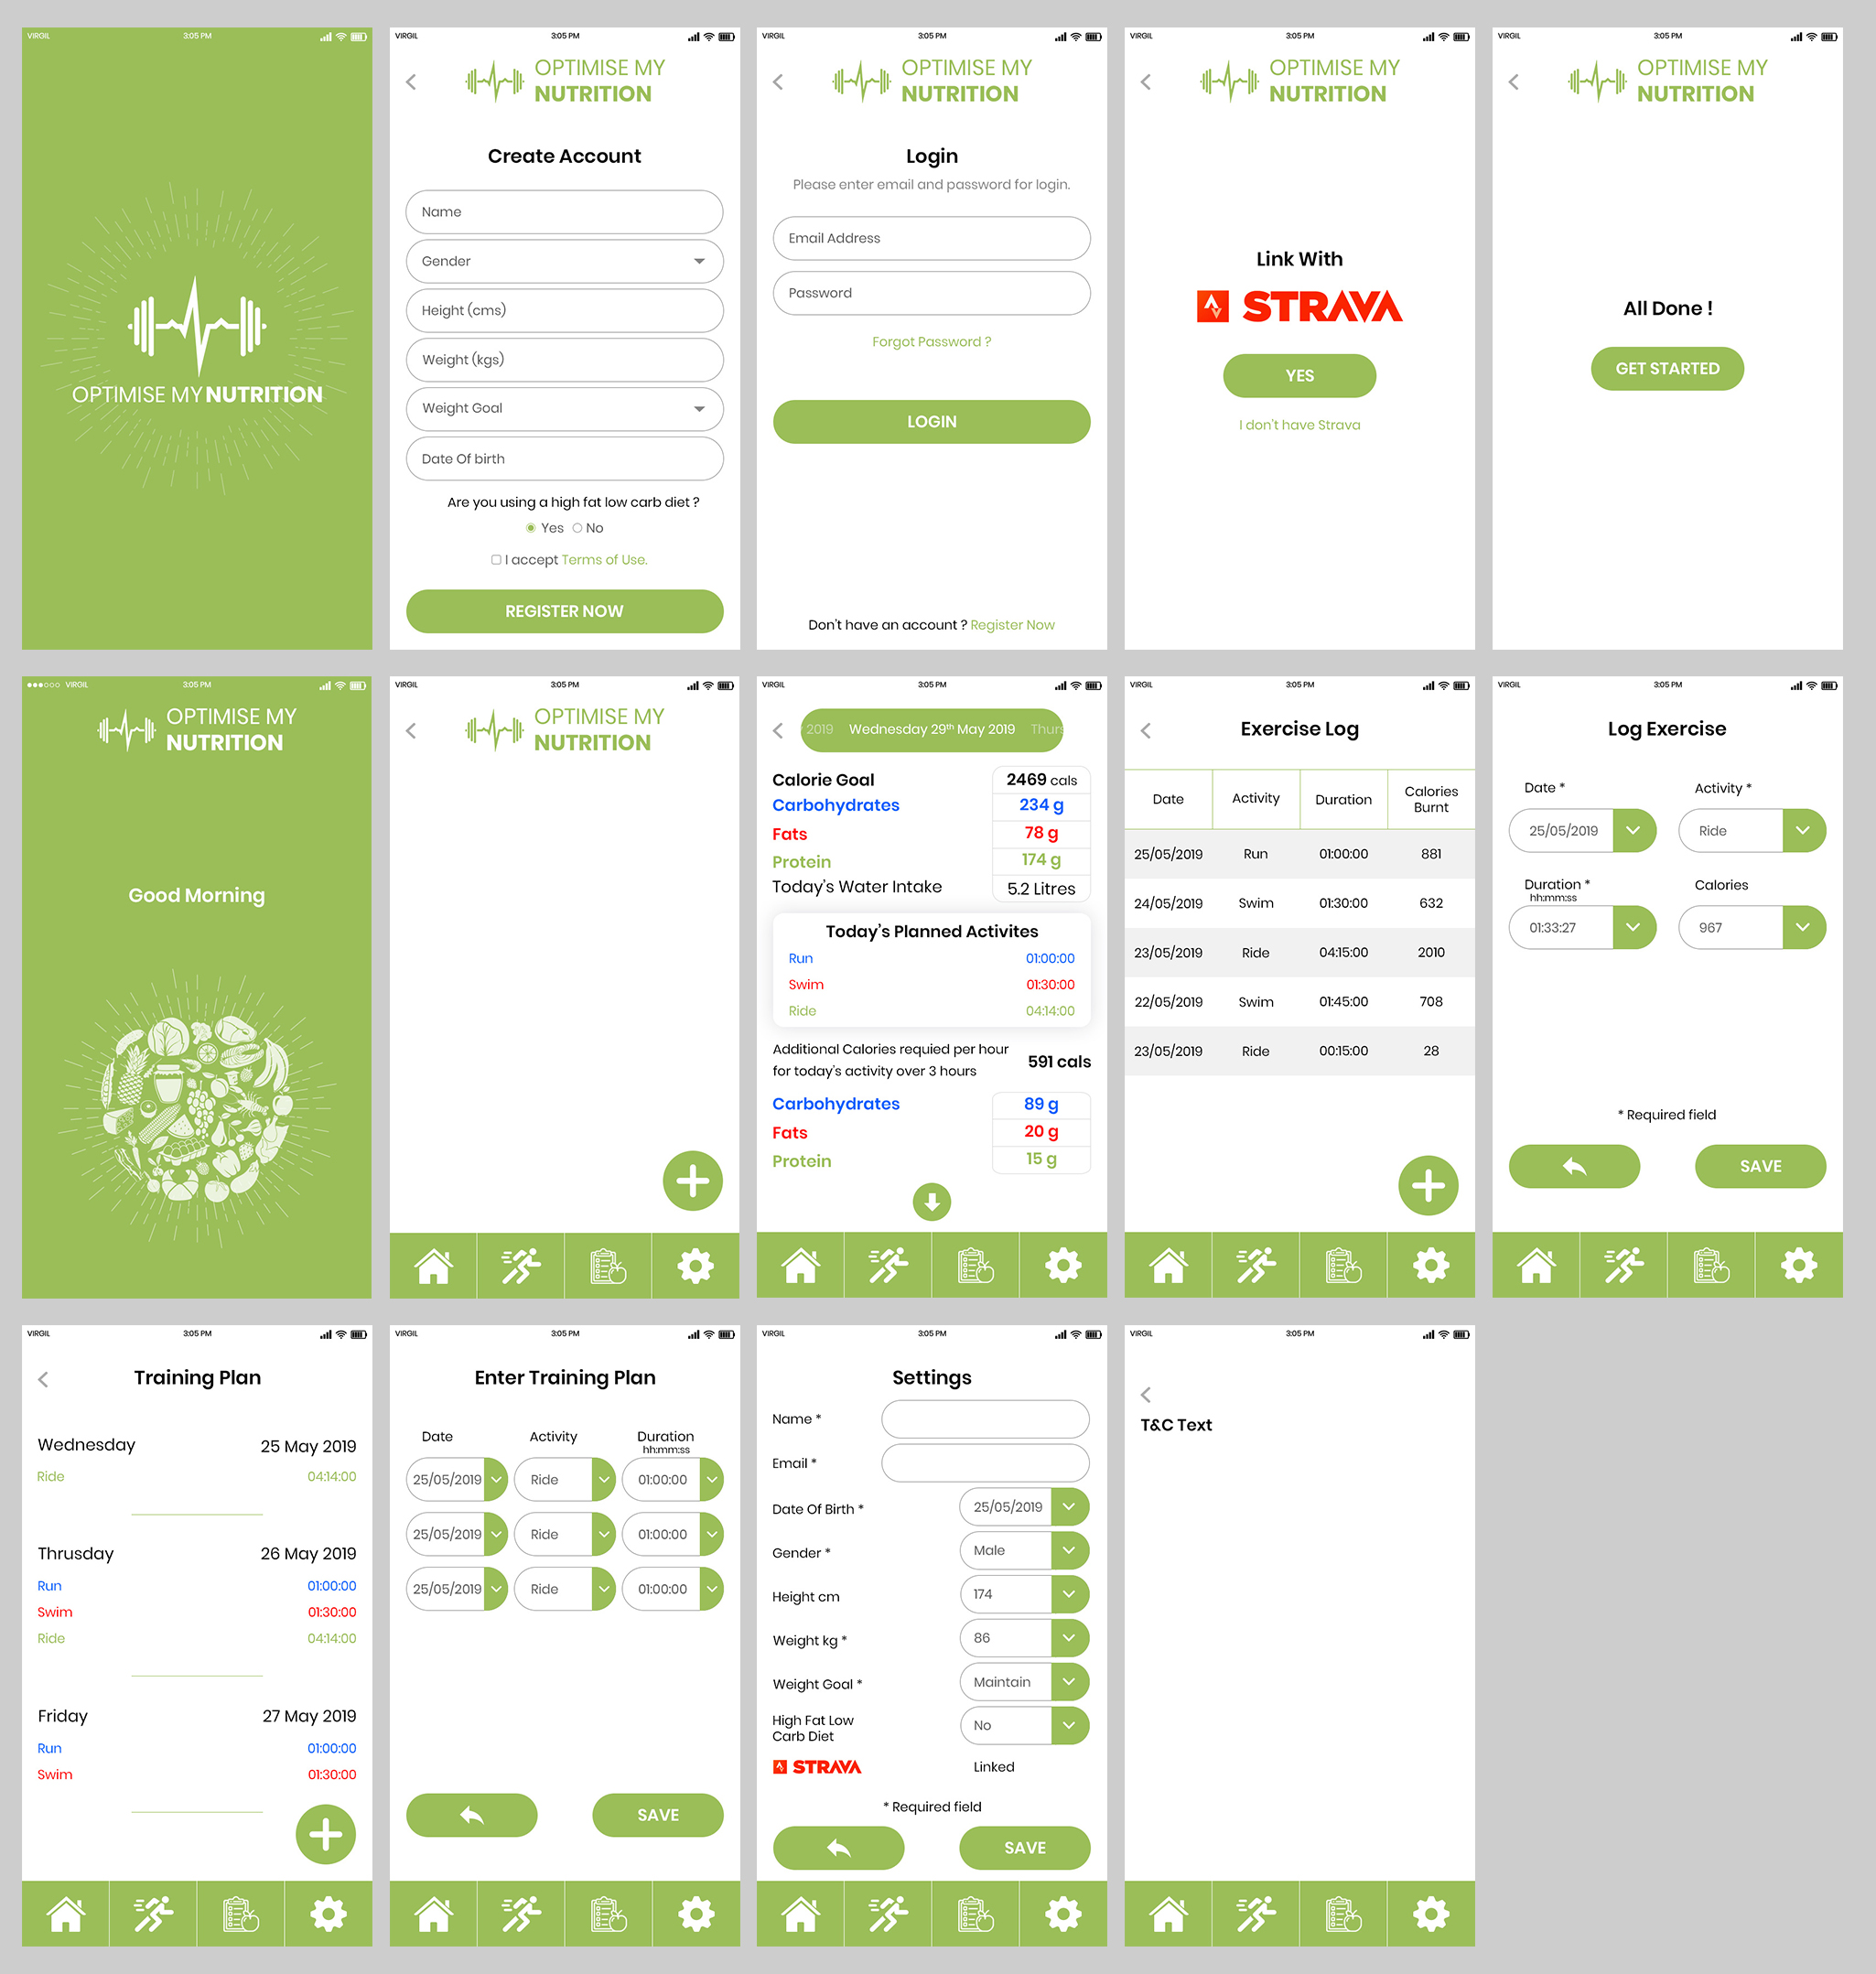 VIRGIL 3:05 PM
OPTIMISE MY NUTRITION
VIRGIL 3:05 PM
OPTIMISE MY
NUTRITION
Create Account
Name
Gender
Height (cms)
Weight (kgs)
Weight Goal
Date Of birth
Are you using a high fat low carb diet ?
Yes No
I accept Terms of Use.
REGISTER NOW
VIRGIL 3:05 PM
OPTIMISE MY
NUTRITION
Login
Please enter email and password for login.
Email Address
Password
Forgot Password ?
LOGIN
Don't have an account ? Register Now
VIRGIL 3:05 PM
OPTIMISE MY
NUTRITION
Link With
STRAVA
YES
I don't have Strava
VIRGIL 3:05 PM
OPTIMISE MY
NUTRITION
All Done !
GET STARTED
VIRGIL 3:05 PM
OPTIMISE MY
NUTRITION
Good Morning
VIRGIL 3:05 PM
OPTIMISE MY
NUTRITION
VIRGIL 3:05 PM
2019 Wednesday 29th May 2019 Thurs
Calorie Goal 2469 cals
Carbohydrates 234 g
Fats 78 g
Protein 174 g
Today's Water Intake 5.2 Litres
Today's Planned Activites
Run 01:00:00
Swim 01:30:00
Ride 04:14:00
Additional Calories requied per hour
for today's activity over 3 hours 591 cals
Carbohydrates 89 g
Fats 20 g
Protein 15 g
VIRGIL 3:05 PM
Exercise Log
Date Activity Duration Calories
Burnt
25/05/2019 Run 01:00:00 881
24/05/2019 Swim 01:30:00 632
23/05/2019 Ride 04:15:00 2010
22/05/2019 Swim 01:45:00 708
23/05/2019 Ride 00:15:00 28
VIRGIL 3:05 PM
Log Exercise
Date * Activity *
25/05/2019 Ride
Duration * Calories
hh:mm:ss
01:33:27 967
* Required field
SAVE
VIRGIL 3:05 PM
Training Plan
Wednesday 25 May 2019
Ride 04:14:00
Thrusday 26 May 2019
Run 01:00:00
Swim 01:30:00
Ride 04:14:00
Friday 27 May 2019
Run 01:00:00
Swim 01:30:00
VIRGIL 3:05 PM
Enter Training Plan
Date Activity Duration
hh:mm:ss
25/05/2019 Ride 01:00:00
25/05/2019 Ride 01:00:00
25/05/2019 Ride 01:00:00
SAVE
VIRGIL 3:05 PM
Settings
Name *
Email *
Date Of Birth * 25/05/2019
Gender * Male
Height cm 174
Weight kg * 86
Weight Goal * Maintain
High Fat Low
Carb Diet No
STRAVA Linked
* Required field
SAVE
VIRGIL 3:05 PM
T&C Text